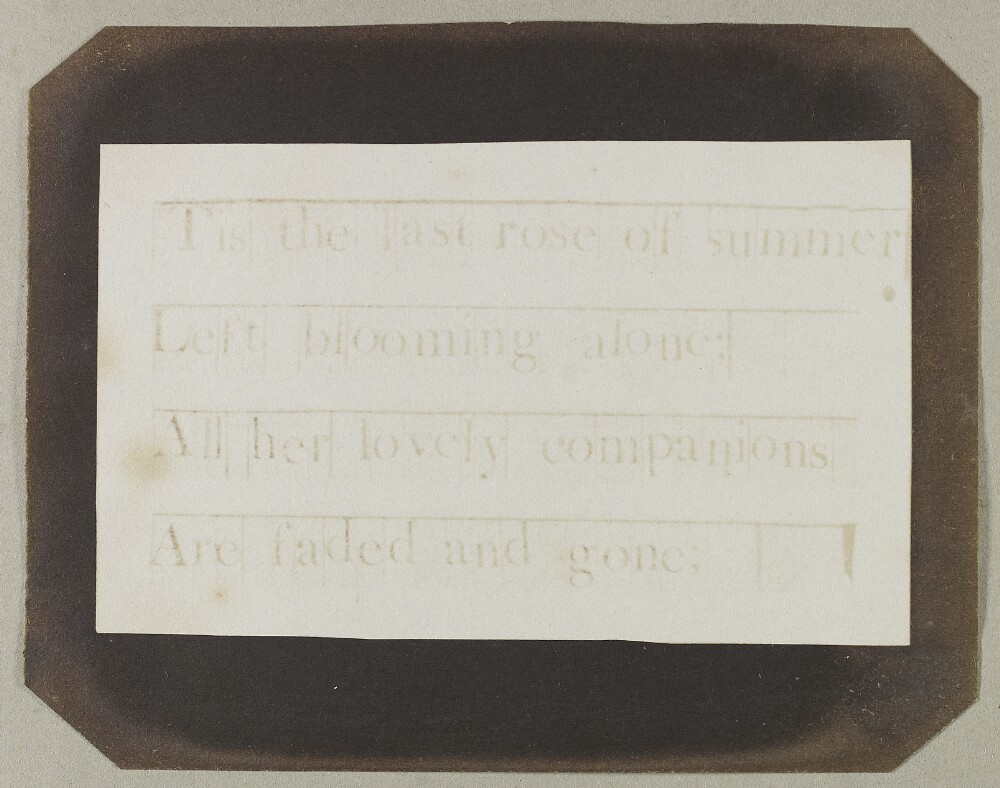 Tis the last rose of summer
Left blooming alone;
All her lovely companions
Are faded and gone;